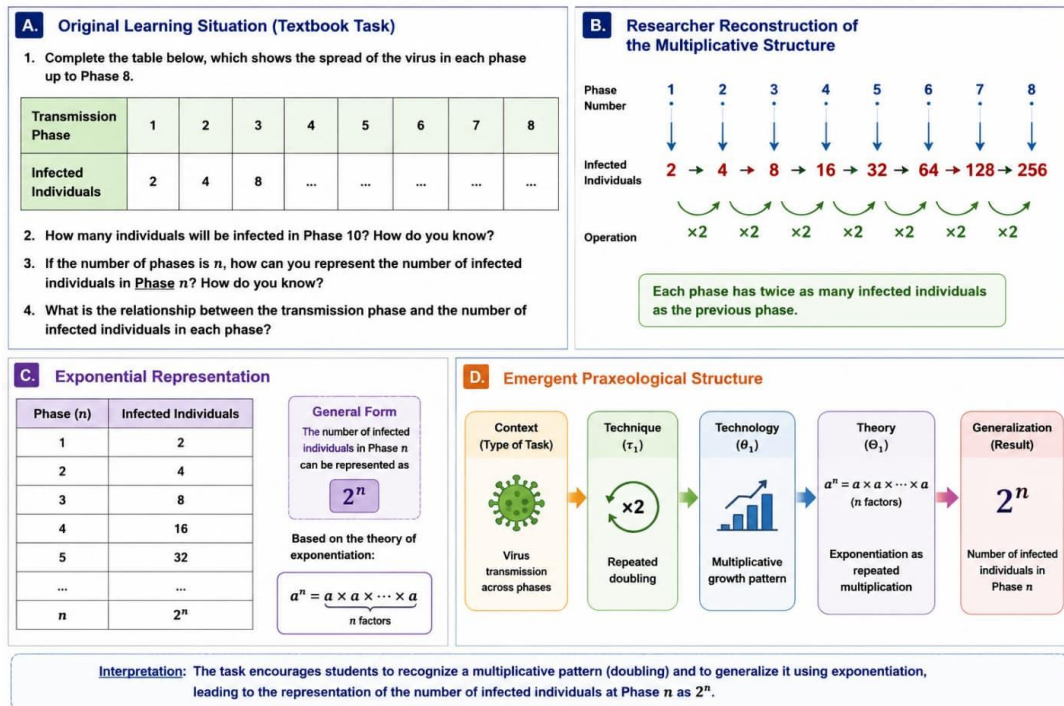 A. Original Learning Situation (Textbook Task)
1. Complete the table below, which shows the spread of the virus in each phase
up to Phase 8.
Transmission Phase 1 2 3 4 5 6 7 8
Infected Individuals 2 4 8 ... ... ... ... ...
2. How many individuals will be infected in Phase 10? How do you know?
3. If the number of phases is n, how can you represent the number of infected
individuals in Phase n? How do you know?
4. What is the relationship between the transmission phase and the number of
infected individuals in each phase?
B. Researcher Reconstruction of
the Multiplicative Structure
Phase Number 1 2 3 4 5 6 7 8
Infected Individuals 2 → 4 → 8 → 16 → 32 → 64 → 128 → 256
Operation ×2 ×2 ×2 ×2 ×2 ×2 ×2
Each phase has twice as many infected individuals
as the previous phase.
C. Exponential Representation
Phase (n) Infected Individuals
1 2
2 4
3 8
4 16
5 32
... ...
n 2ⁿ
General Form
The number of infected
individuals in Phase n
can be represented as
2ⁿ
Based on the theory of
exponentiation:
aⁿ = a × a × ⋯ × a
n factors
D. Emergent Praxeological Structure
Context
(Type of Task)
Virus
transmission
across phases
Technique
(τ₁)
×2
Repeated
doubling
Technology
(θ₁)
Multiplicative
growth pattern
Theory
(Θ₁)
aⁿ = a × a × ⋯ × a
(n factors)
Exponentiation as
repeated
multiplication
Generalization
(Result)
2ⁿ
Number of infected
individuals in
Phase n
Interpretation: The task encourages students to recognize a multiplicative pattern (doubling) and to generalize it using exponentiation,
leading to the representation of the number of infected individuals at Phase n as 2ⁿ.